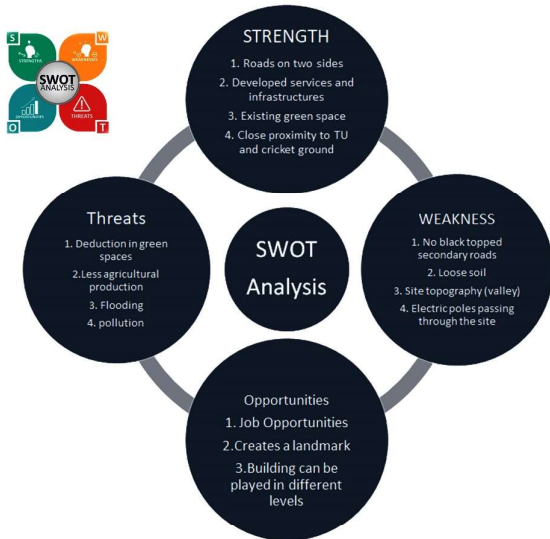 S
W
STRENGTHS
WEAKNESSES
SWOT
ANALYSIS
OPPORTUNITIES
THREATS
O
T
STRENGTH
1. Roads on two sides
2. Developed services and
infrastructures
3. Existing green space
4. Close proximity to TU
and cricket ground
Threats
1. Deduction in green
spaces
2.Less agricultural
production
3. Flooding
4. pollution
SWOT
Analysis
WEAKNESS
1. No black topped
secondary roads
2. Loose soil
3. Site topography (valley)
4. Electric poles passing
through the site
Opportunities
1. Job Opportunities
2.Creates a landmark
3.Building can be
played in different
levels